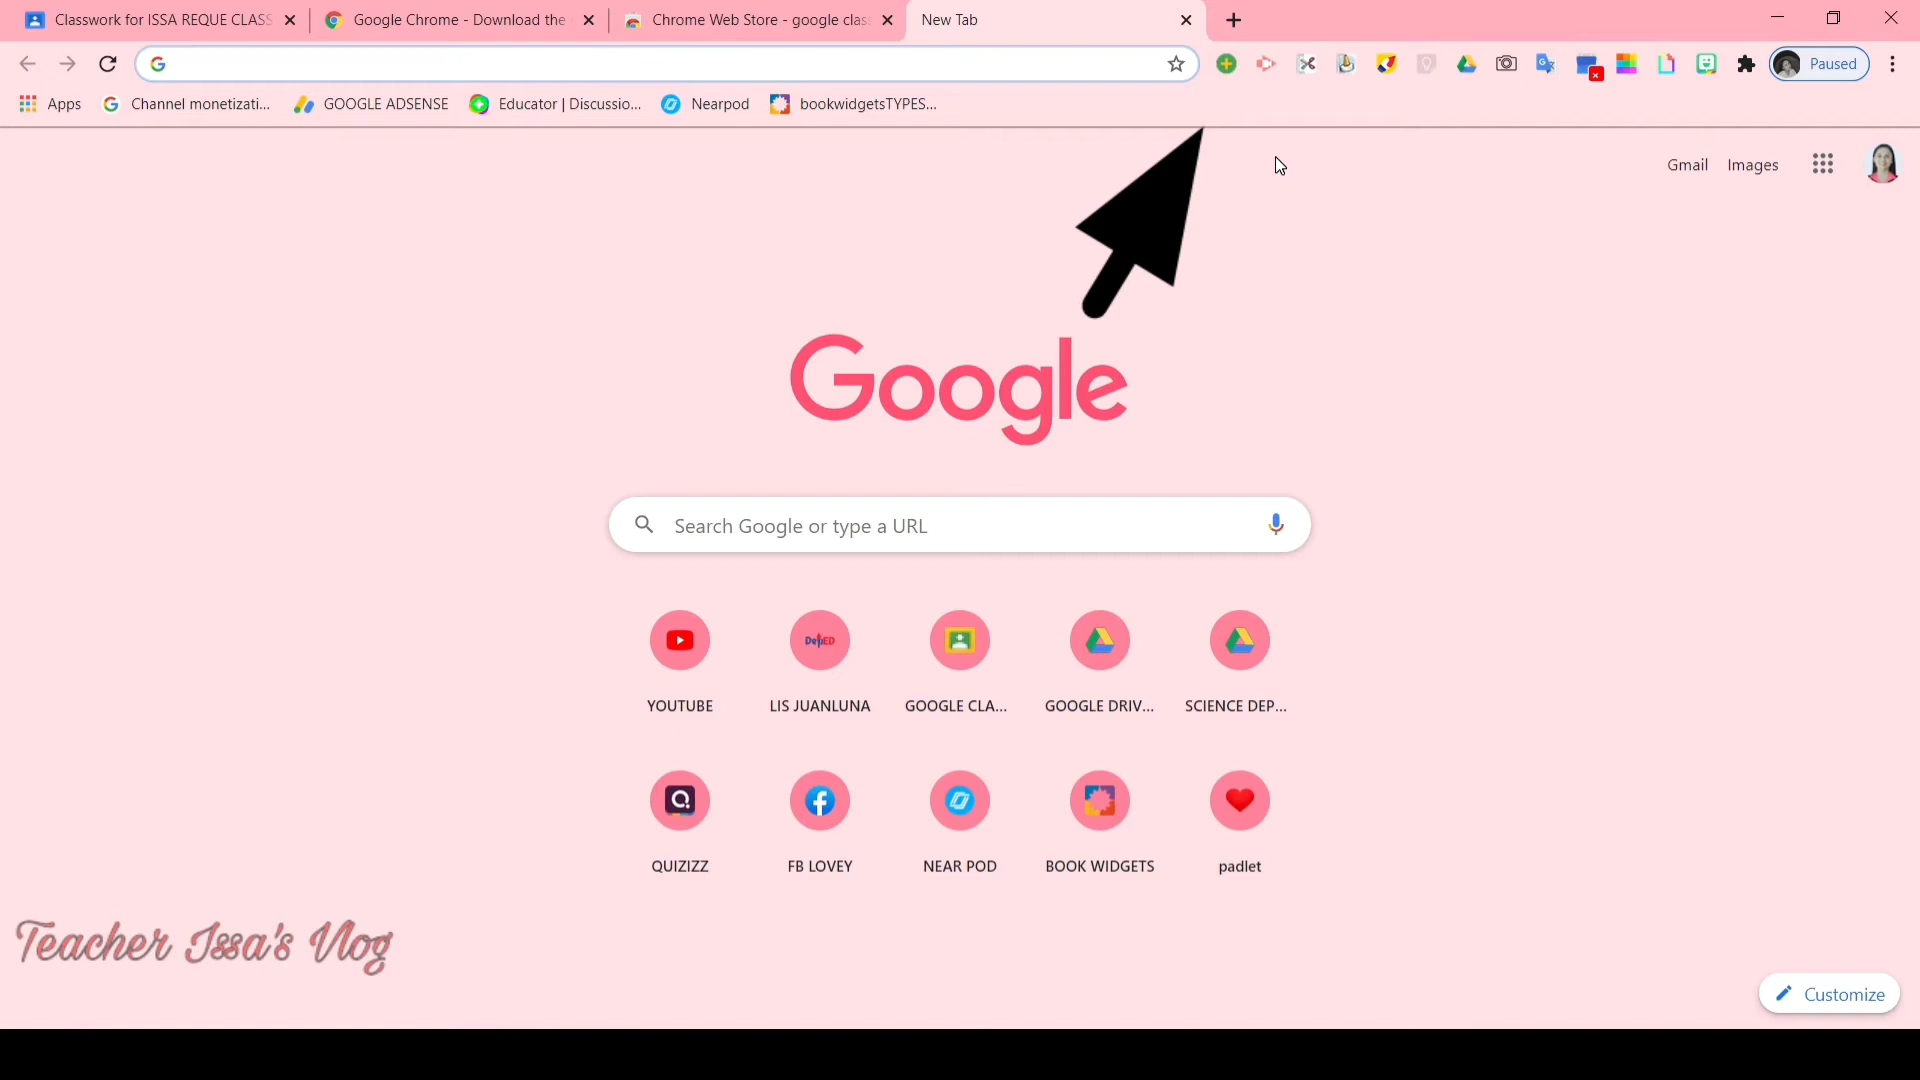 Classwork for ISSA REQUE CLASS
Google Chrome - Download the
Chrome Web Store - google clas
New Tab
Paused
Apps
Channel monetizati...
GOOGLE ADSENSE
Educator | Discussio...
Nearpod
bookwidgetsTYPES...
Gmail
Images
Google
Search Google or type a URL
YOUTUBE
LIS JUANLUNA
GOOGLE CLA...
GOOGLE DRIV...
SCIENCE DEP...
DepED
QUIZIZZ
FB LOVEY
NEAR POD
BOOK WIDGETS
padlet
Teacher Issa's Vlog
Customize